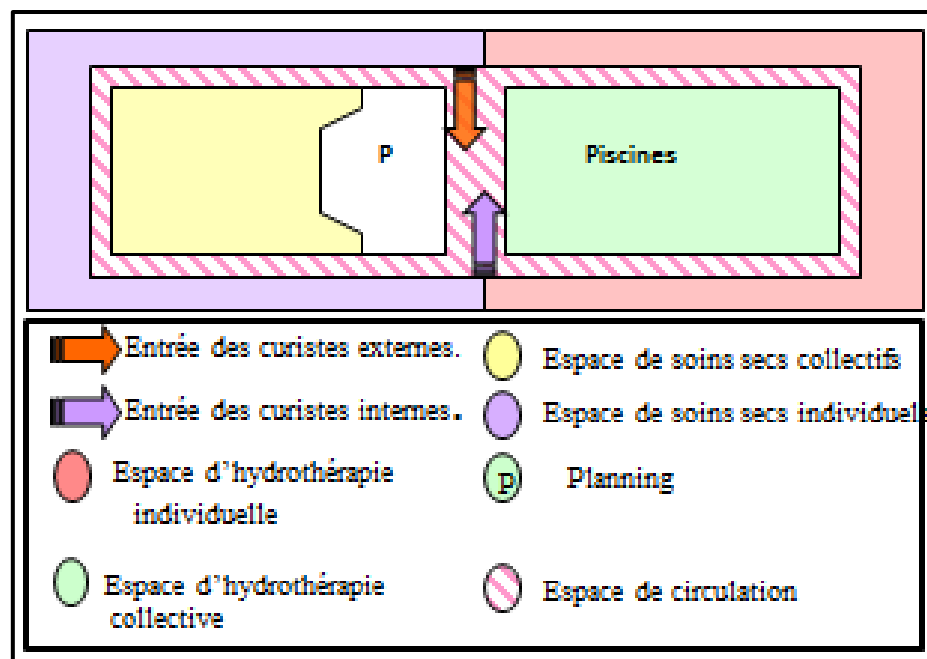 P
Piscines
Entrée des curistes externes.
Espace de soins secs collectifs
Entrée des curistes internes.
Espace de soins secs individuels
Espace d'hydrothérapie
individuelle
P
Planning
Espace d'hydrothérapie
collective
Espace de circulation